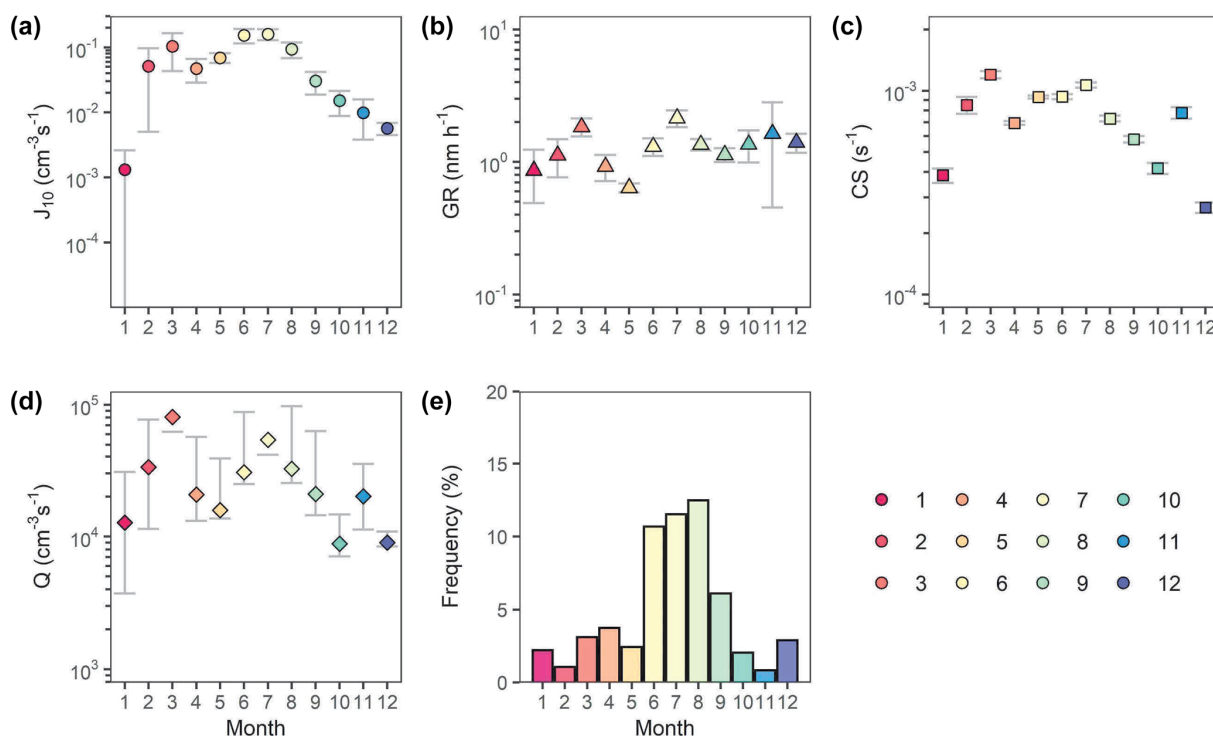 (a)
J₁₀ (cm⁻³s⁻¹)
10⁻¹
10⁻²
10⁻³
10⁻⁴
1 2 3 4 5 6 7 8 9 10 11 12
(b)
GR (nm h⁻¹)
10¹
10⁰
10⁻¹
1 2 3 4 5 6 7 8 9 10 11 12
(c)
CS (s⁻¹)
10⁻³
10⁻⁴
1 2 3 4 5 6 7 8 9 10 11 12
(d)
Q (cm⁻³s⁻¹)
10⁵
10⁴
10³
1 2 3 4 5 6 7 8 9 10 11 12
Month
(e)
Frequency (%)
20
15
10
5
0
1 2 3 4 5 6 7 8 9 10 11 12
Month
1 4 7 10
2 5 8 11
3 6 9 12